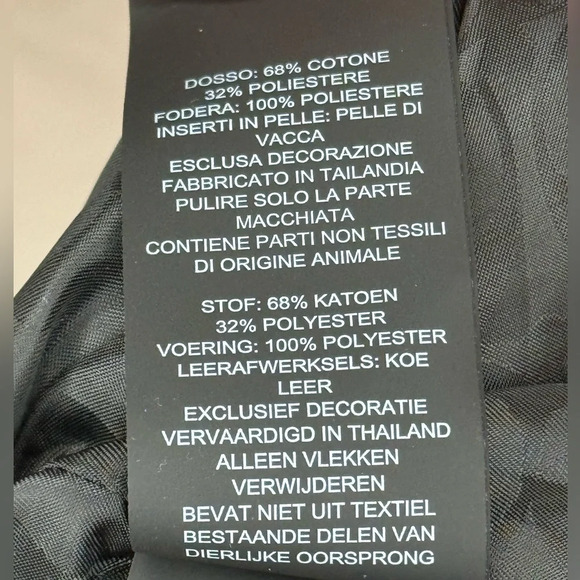 DOSSO: 68% COTONE
32% POLIESTERE
FODERA: 100% POLIESTERE
INSERTI IN PELLE: PELLE DI
VACCA
ESCLUSA DECORAZIONE
FABBRICATO IN TAILANDIA
PULIRE SOLO LA PARTE
MACCHIATA
CONTIENE PARTI NON TESSILI
DI ORIGINE ANIMALE
STOF: 68% KATOEN
32% POLYESTER
VOERING: 100% POLYESTER
LEERAFWERKSELS: KOE
LEER
EXCLUSIEF DECORATIE
VERVAARDIGD IN THAILAND
ALLEEN VLEKKEN
VERWIJDEREN
BEVAT NIET UIT TEXTIEL
BESTAANDE DELEN VAN
DIERLIJKE OORSPRONG